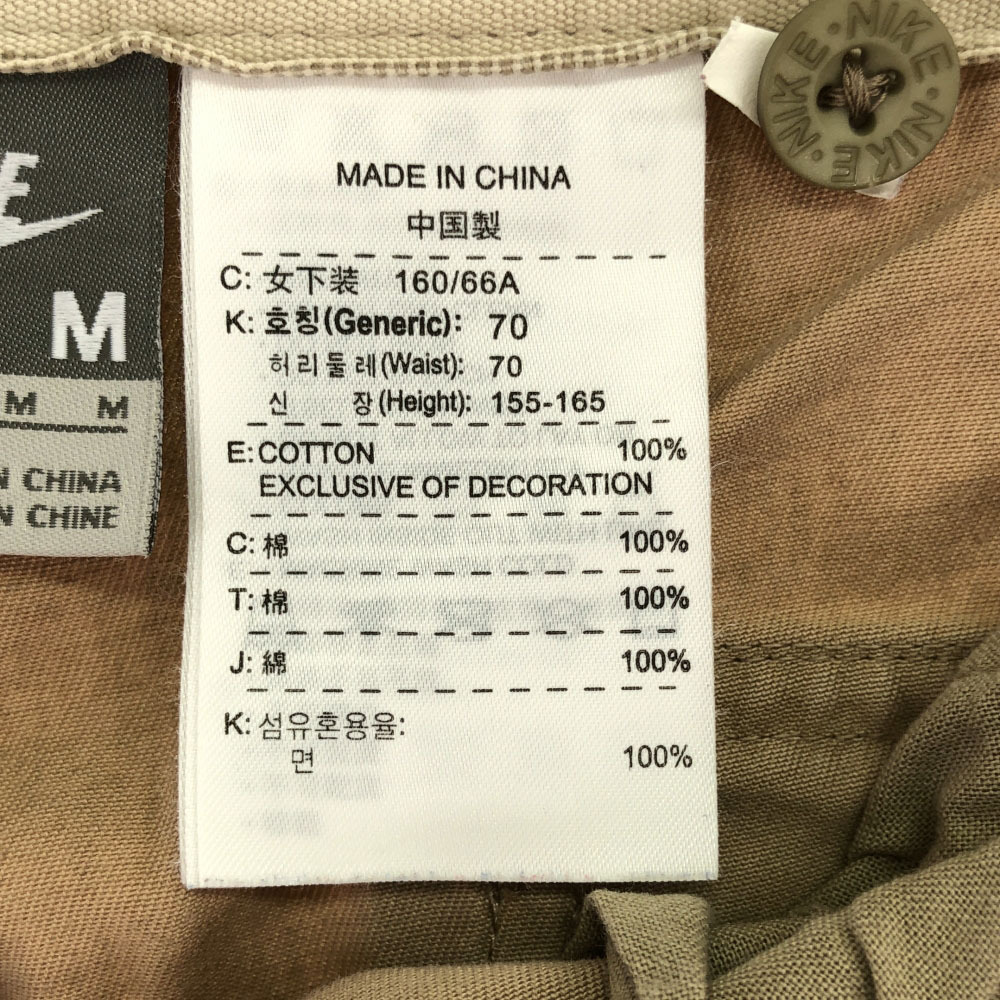 E
M
M M
N CHINA
N CHINE
MADE IN CHINA
中国製
C: 女下装 160/66A
K: 호칭(Generic): 70
허리둘레(Waist): 70
신 장(Height): 155-165
E: COTTON 100%
EXCLUSIVE OF DECORATION
C: 棉 100%
T: 棉 100%
J: 綿 100%
K: 섬유혼용율:
면 100%
NIKE · NIKE · NIKE · NIKE ·